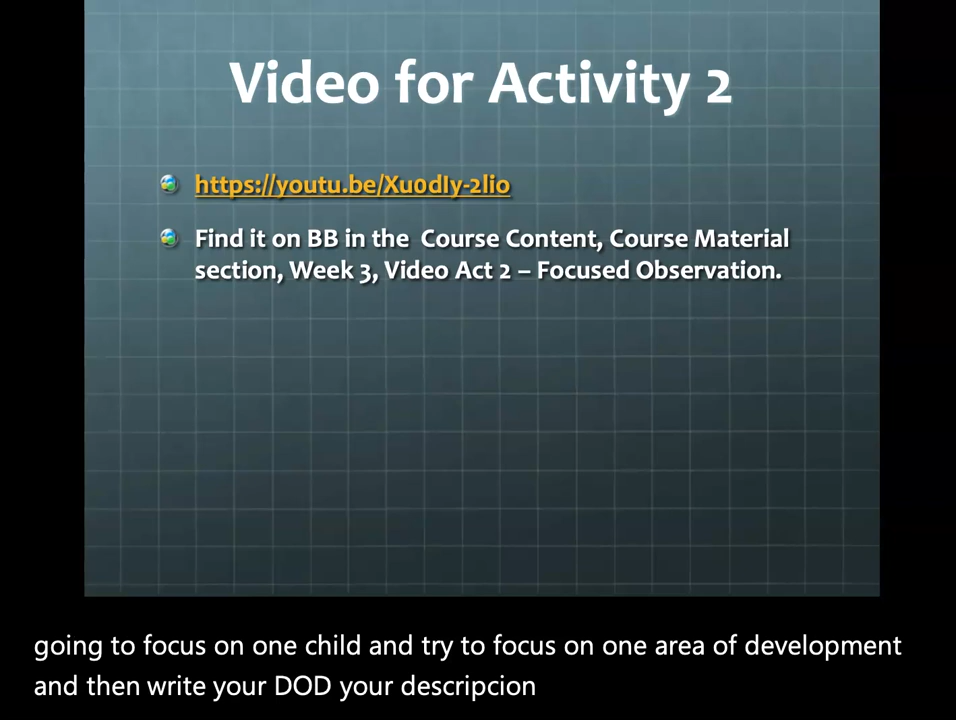 Video for Activity 2
https://youtu.be/Xu0dIy-2lio
Find it on BB in the Course Content, Course Material
section, Week 3, Video Act 2 – Focused Observation.
going to focus on one child and try to focus on one area of development
and then write your DOD your descripcion